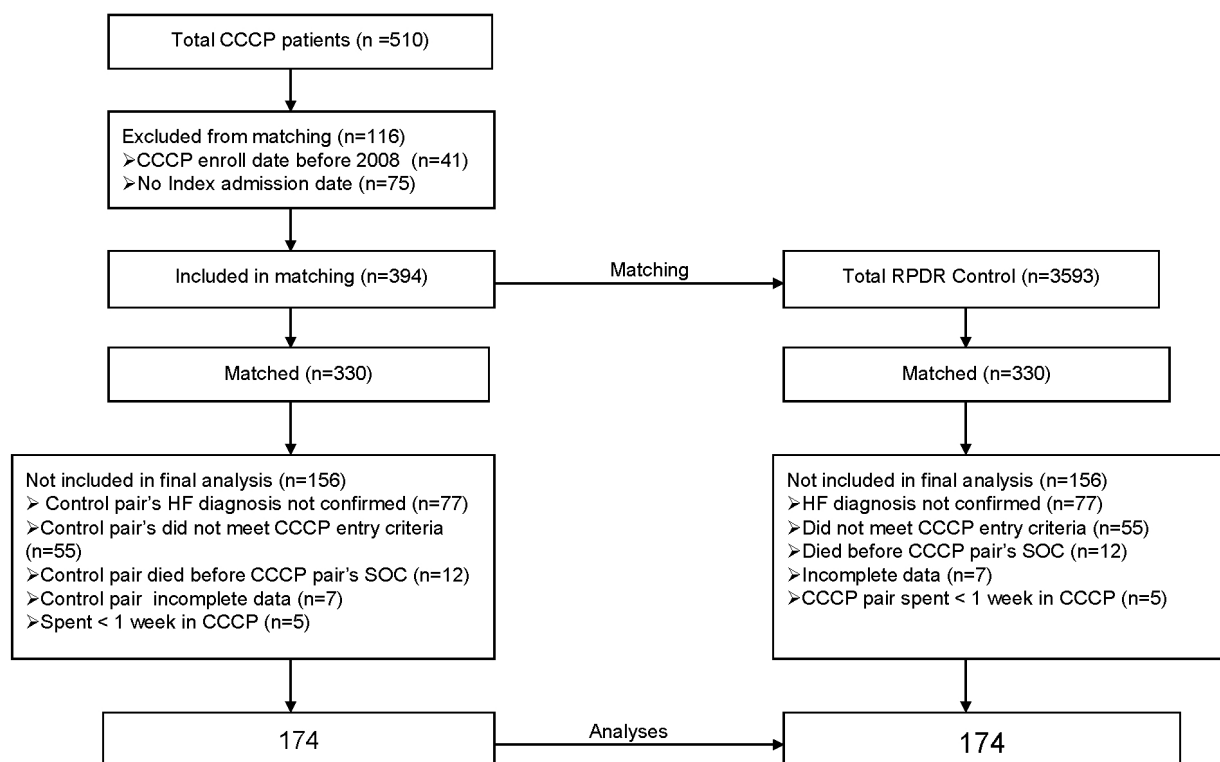 Total CCCP patients (n =510)
Excluded from matching (n=116)
➢CCCP enroll date before 2008  (n=41)
➢No Index admission date (n=75)
Included in matching (n=394)
Matching
Total RPDR Control (n=3593)
Matched (n=330)
Matched (n=330)
Not included in final analysis (n=156)
➢ Control pair's HF diagnosis not confirmed (n=77)
➢Control pair's did not meet CCCP entry criteria
(n=55)
➢Control pair died before CCCP pair's SOC (n=12)
➢Control pair  incomplete data (n=7)
➢Spent < 1 week in CCCP (n=5)
Not included in final analysis (n=156)
➢HF diagnosis not confirmed (n=77)
➢Did not meet CCCP entry criteria (n=55)
➢Died before CCCP pair's SOC (n=12)
➢Incomplete data (n=7)
➢CCCP pair spent < 1 week in CCCP (n=5)
174
Analyses
174